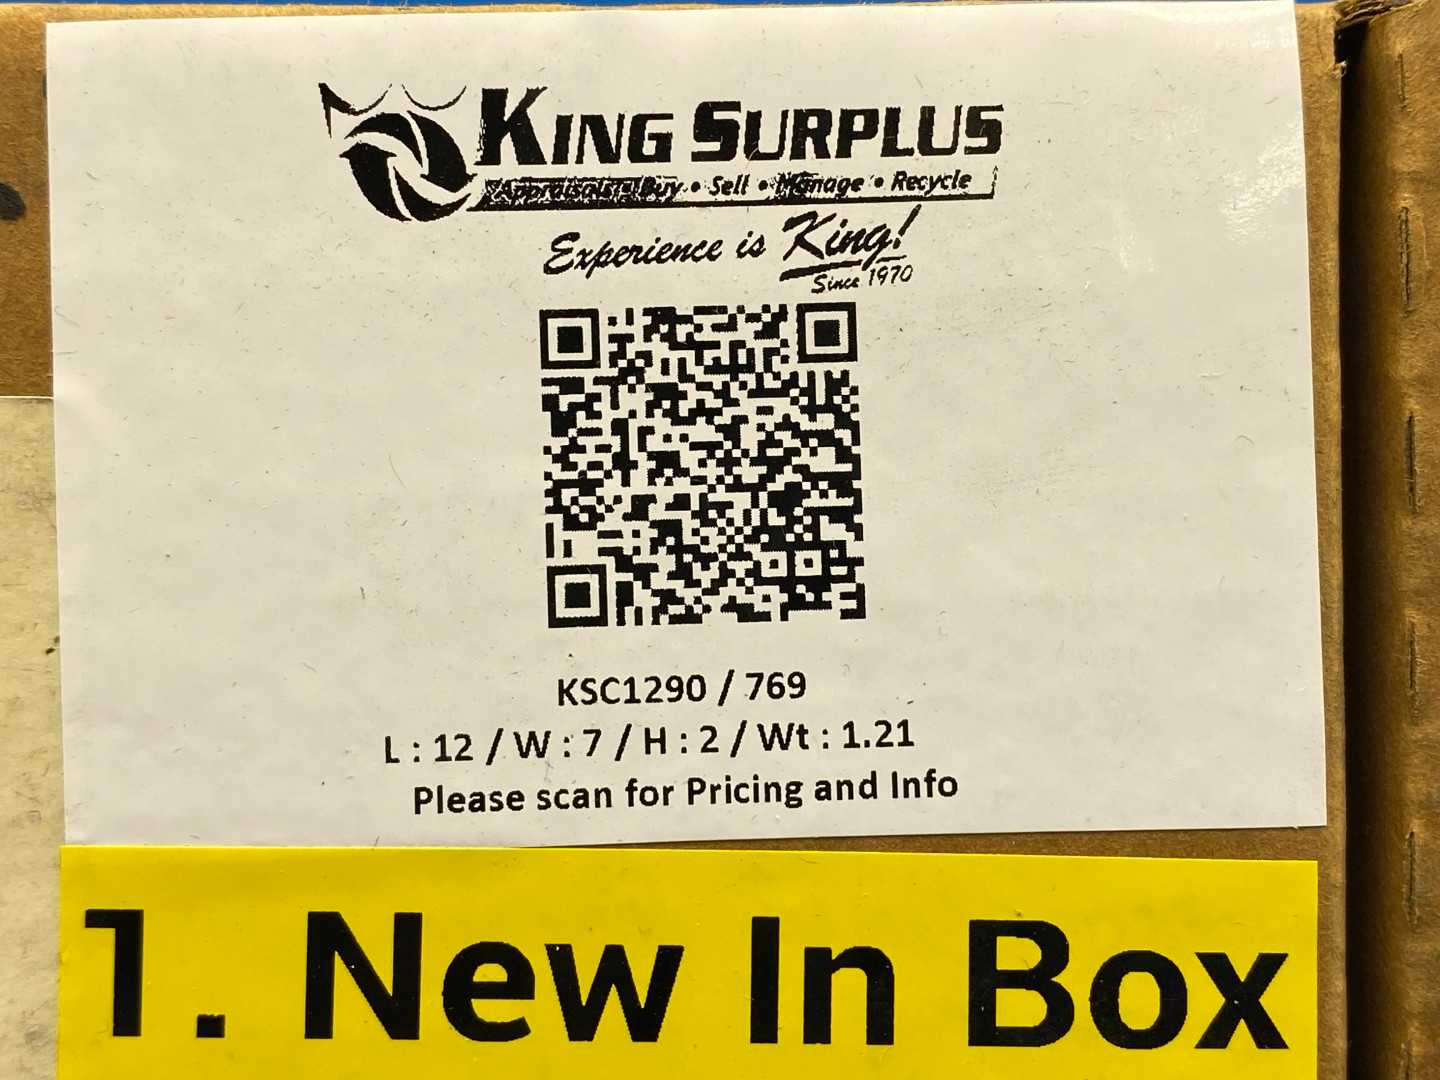 KING SURPLUS
Appraisals • Buy • Sell • Manage • Recycle
Experience is King!
Since 1970
KSC1290 / 769
L : 12 / W : 7 / H : 2 / Wt : 1.21
Please scan for Pricing and Info
1. New In Box